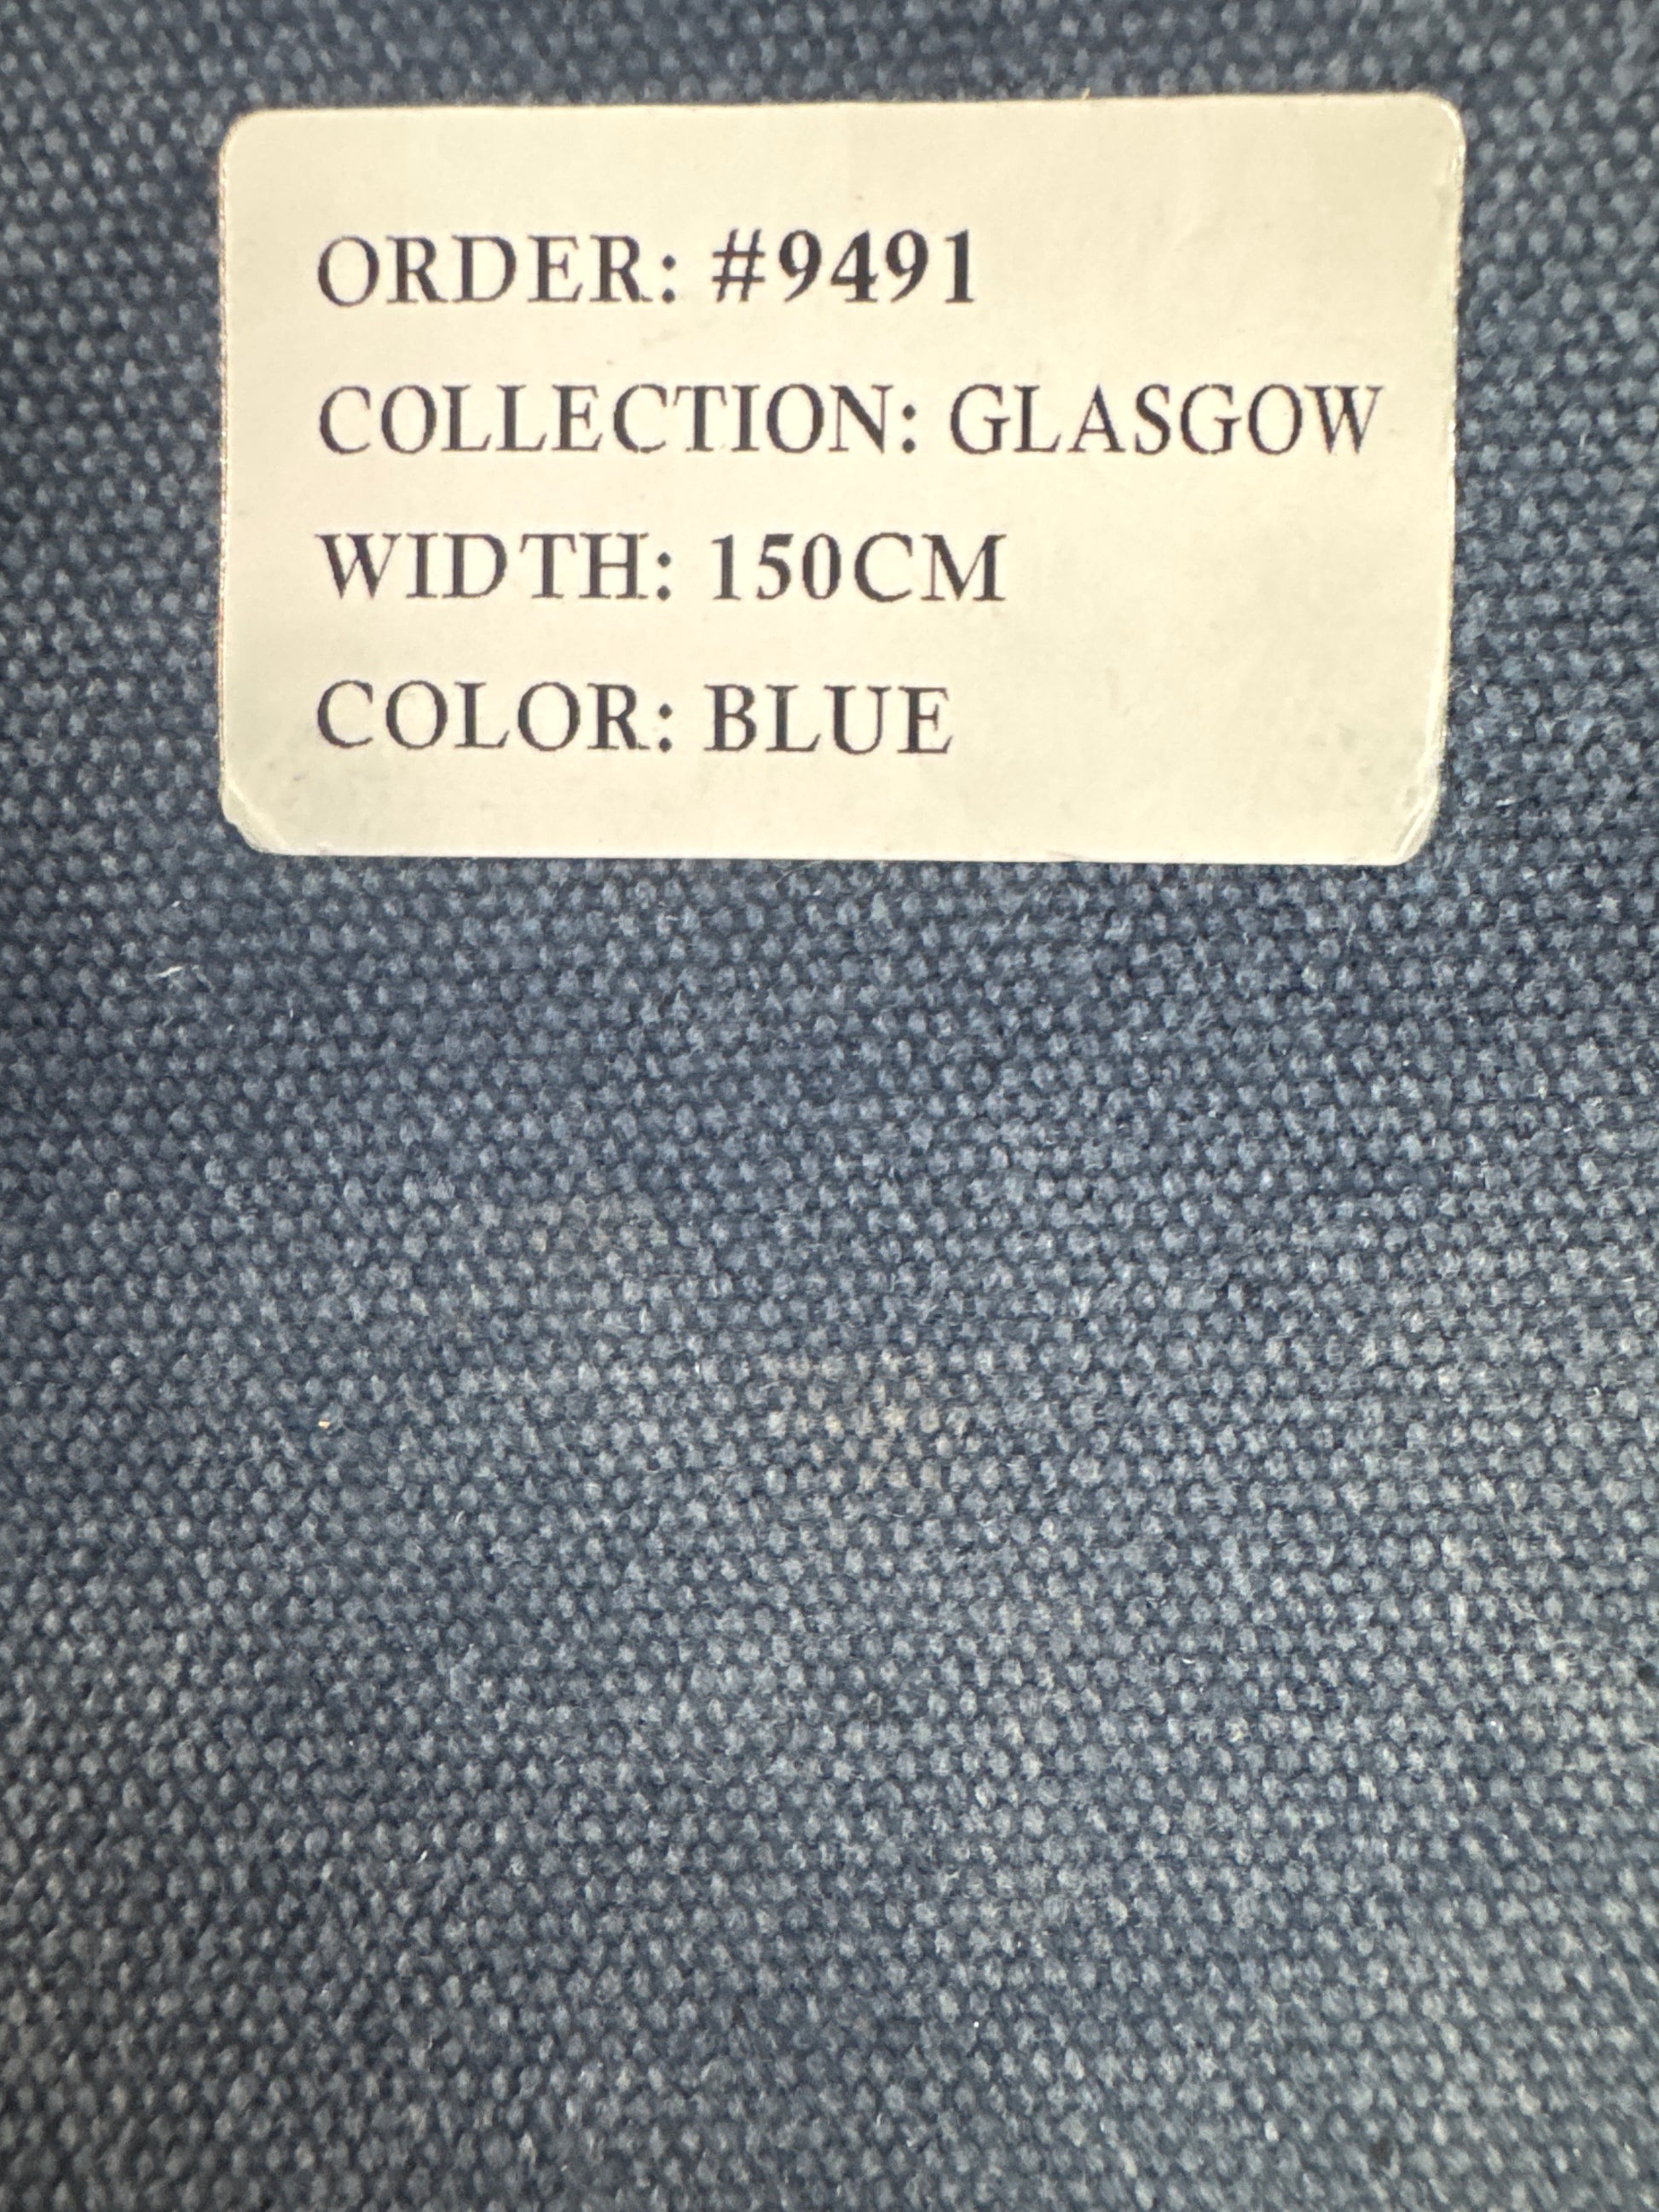 ORDER: #9491
COLLECTION: GLASGOW
WIDTH: 150CM
COLOR: BLUE